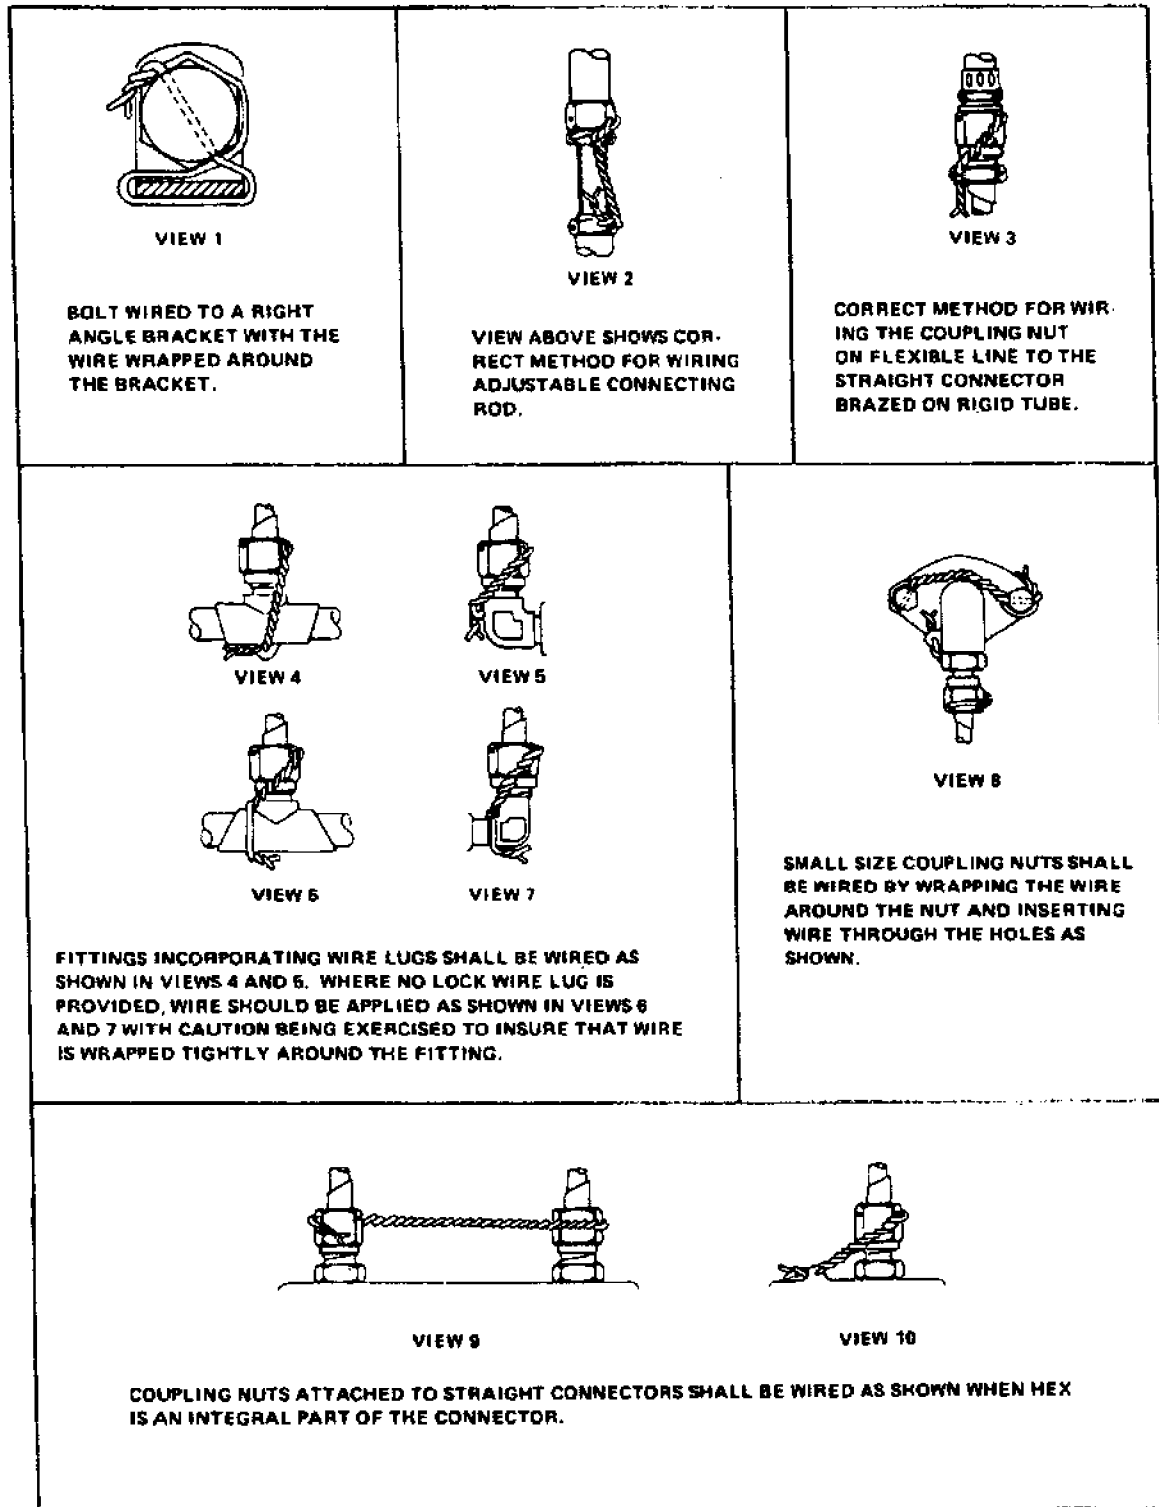 VIEW 1
BOLT WIRED TO A RIGHT
ANGLE BRACKET WITH THE
WIRE WRAPPED AROUND
THE BRACKET.
VIEW 2
VIEW ABOVE SHOWS COR-
RECT METHOD FOR WIRING
ADJUSTABLE CONNECTING
ROD.
VIEW 3
CORRECT METHOD FOR WIR-
ING THE COUPLING NUT
ON FLEXIBLE LINE TO THE
STRAIGHT CONNECTOR
BRAZED ON RIGID TUBE.
VIEW 4
VIEW 5
VIEW 6
VIEW 7
FITTINGS INCORPORATING WIRE LUGS SHALL BE WIRED AS
SHOWN IN VIEWS 4 AND 5. WHERE NO LOCK WIRE LUG IS
PROVIDED, WIRE SHOULD BE APPLIED AS SHOWN IN VIEWS 6
AND 7 WITH CAUTION BEING EXERCISED TO INSURE THAT WIRE
IS WRAPPED TIGHTLY AROUND THE FITTING.
VIEW 8
SMALL SIZE COUPLING NUTS SHALL
BE WIRED BY WRAPPING THE WIRE
AROUND THE NUT AND INSERTING
WIRE THROUGH THE HOLES AS
SHOWN.
VIEW 9
VIEW 10
COUPLING NUTS ATTACHED TO STRAIGHT CONNECTORS SHALL BE WIRED AS SHOWN WHEN HEX
IS AN INTEGRAL PART OF THE CONNECTOR.